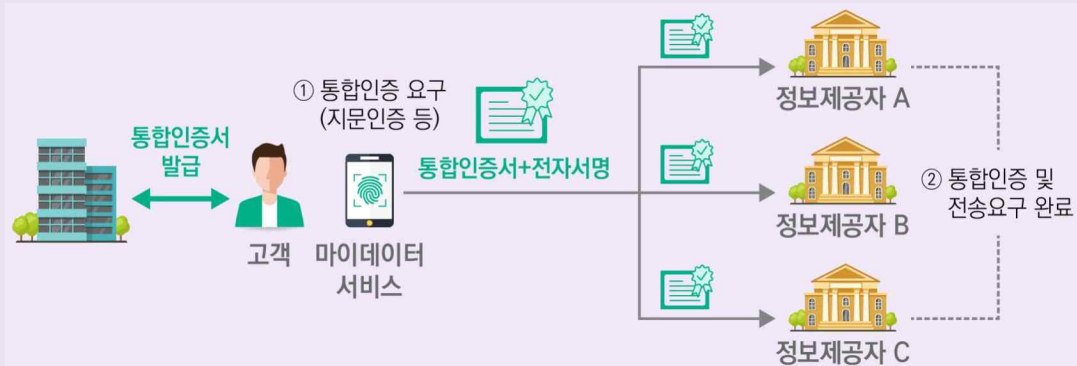 통합인증서
발급
고객
① 통합인증 요구
(지문인증 등)
마이데이터
서비스
통합인증서+전자서명
정보제공자 A
정보제공자 B
정보제공자 C
② 통합인증 및
전송요구 완료